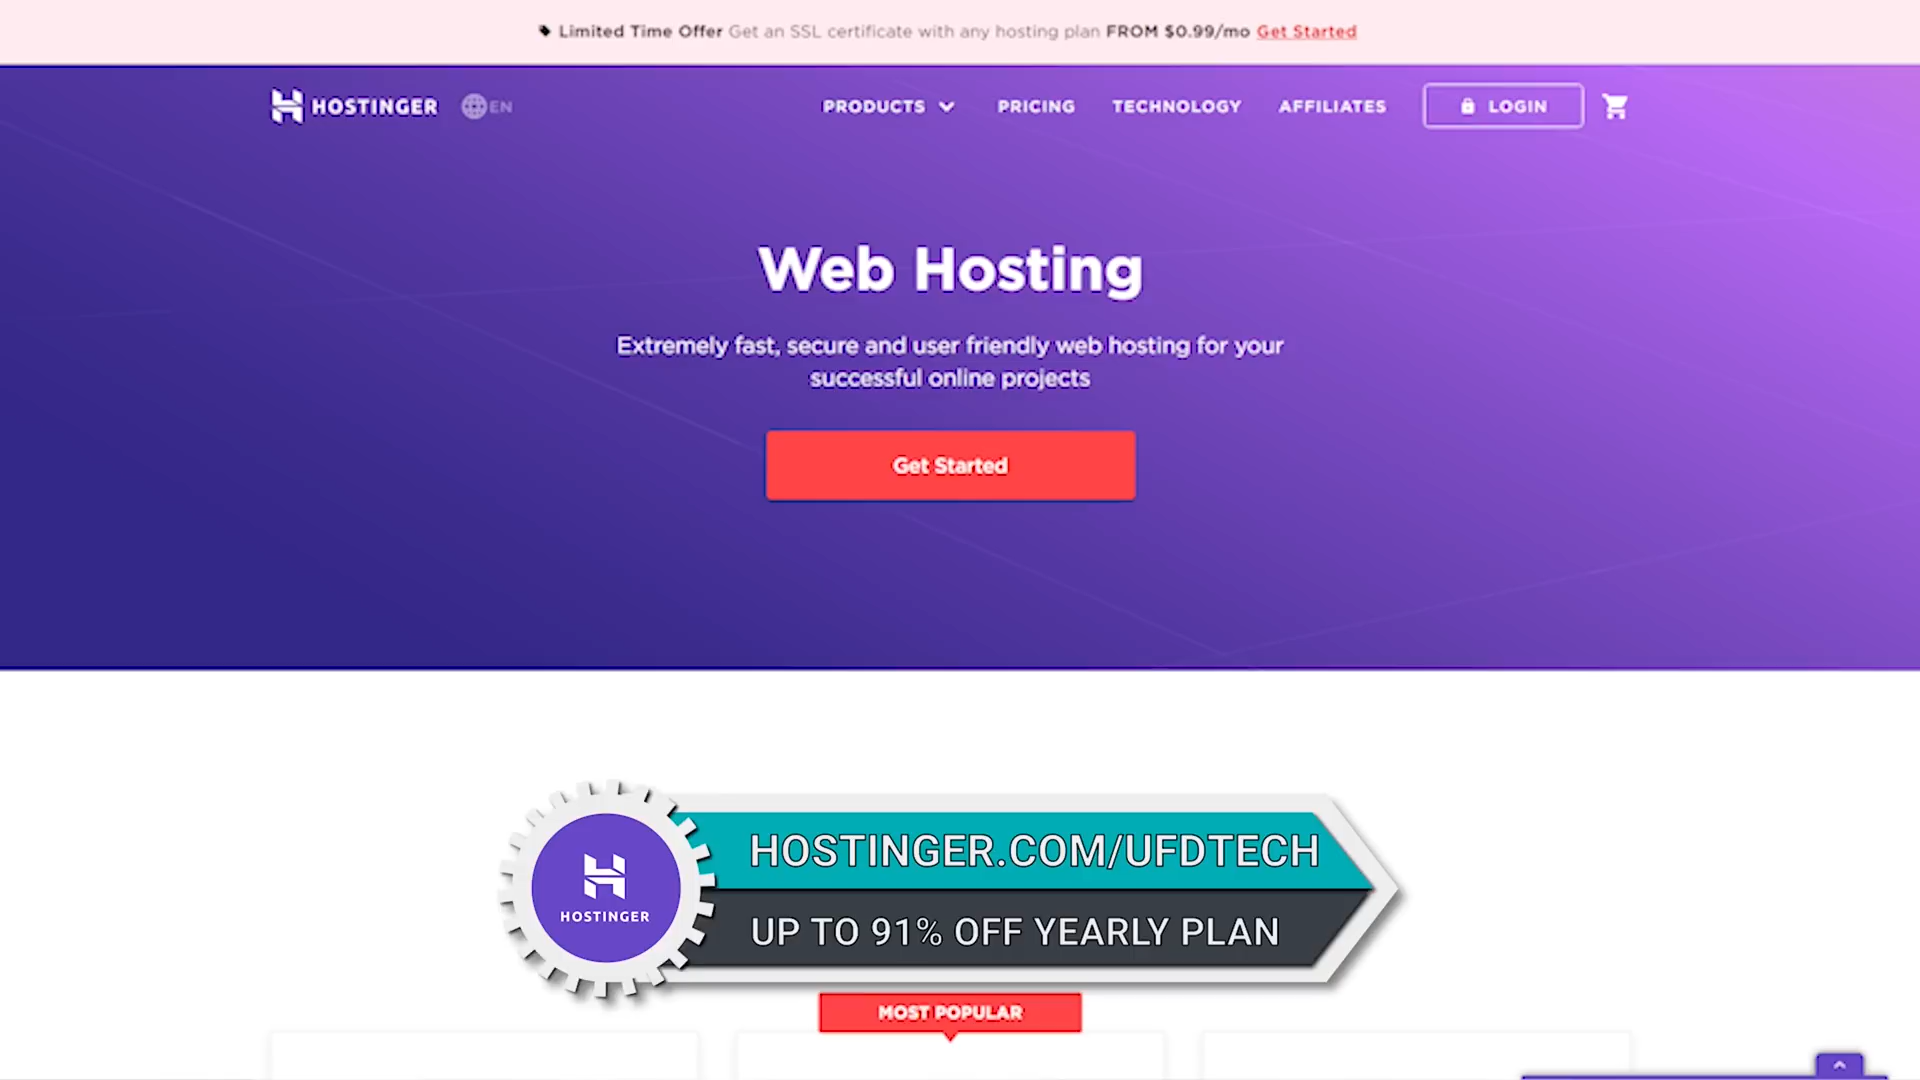 Limited Time Offer Get an SSL certificate with any hosting plan FROM $0.99/mo Get Started
HOSTINGER EN PRODUCTS PRICING TECHNOLOGY AFFILIATES LOGIN
Web Hosting
Extremely fast, secure and user friendly web hosting for your
successful online projects
Get Started
HOSTINGER.COM/UFDTECH
HOSTINGER
UP TO 91% OFF YEARLY PLAN
MOST POPULAR